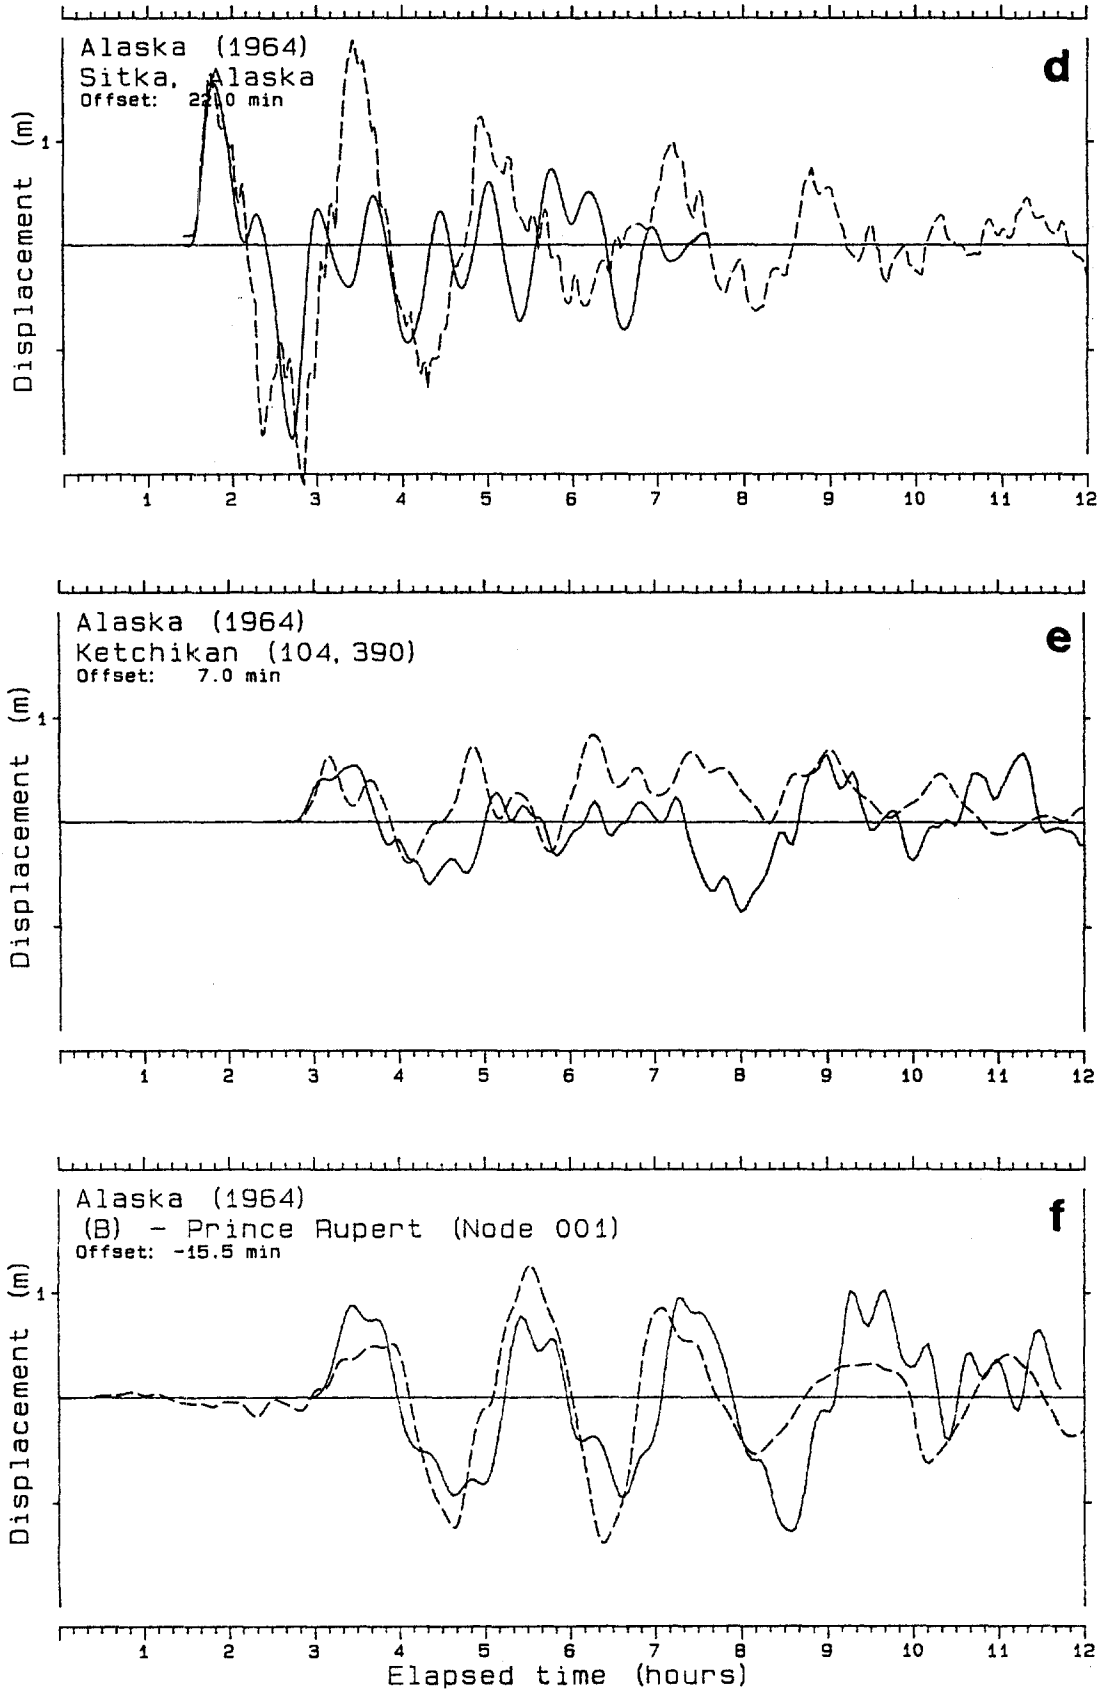 Alaska (1964)
Sitka, Alaska
Offset: 22.0 min
d
Displacement (m)
1
1 2 3 4 5 6 7 8 9 10 11 12
Alaska (1964)
Ketchikan (104, 390)
Offset: 7.0 min
e
Displacement (m)
1
1 2 3 4 5 6 7 8 9 10 11 12
Alaska (1964)
(B) - Prince Rupert (Node 001)
Offset: -15.5 min
f
Displacement (m)
1
1 2 3 4 5 6 7 8 9 10 11 12
Elapsed time (hours)